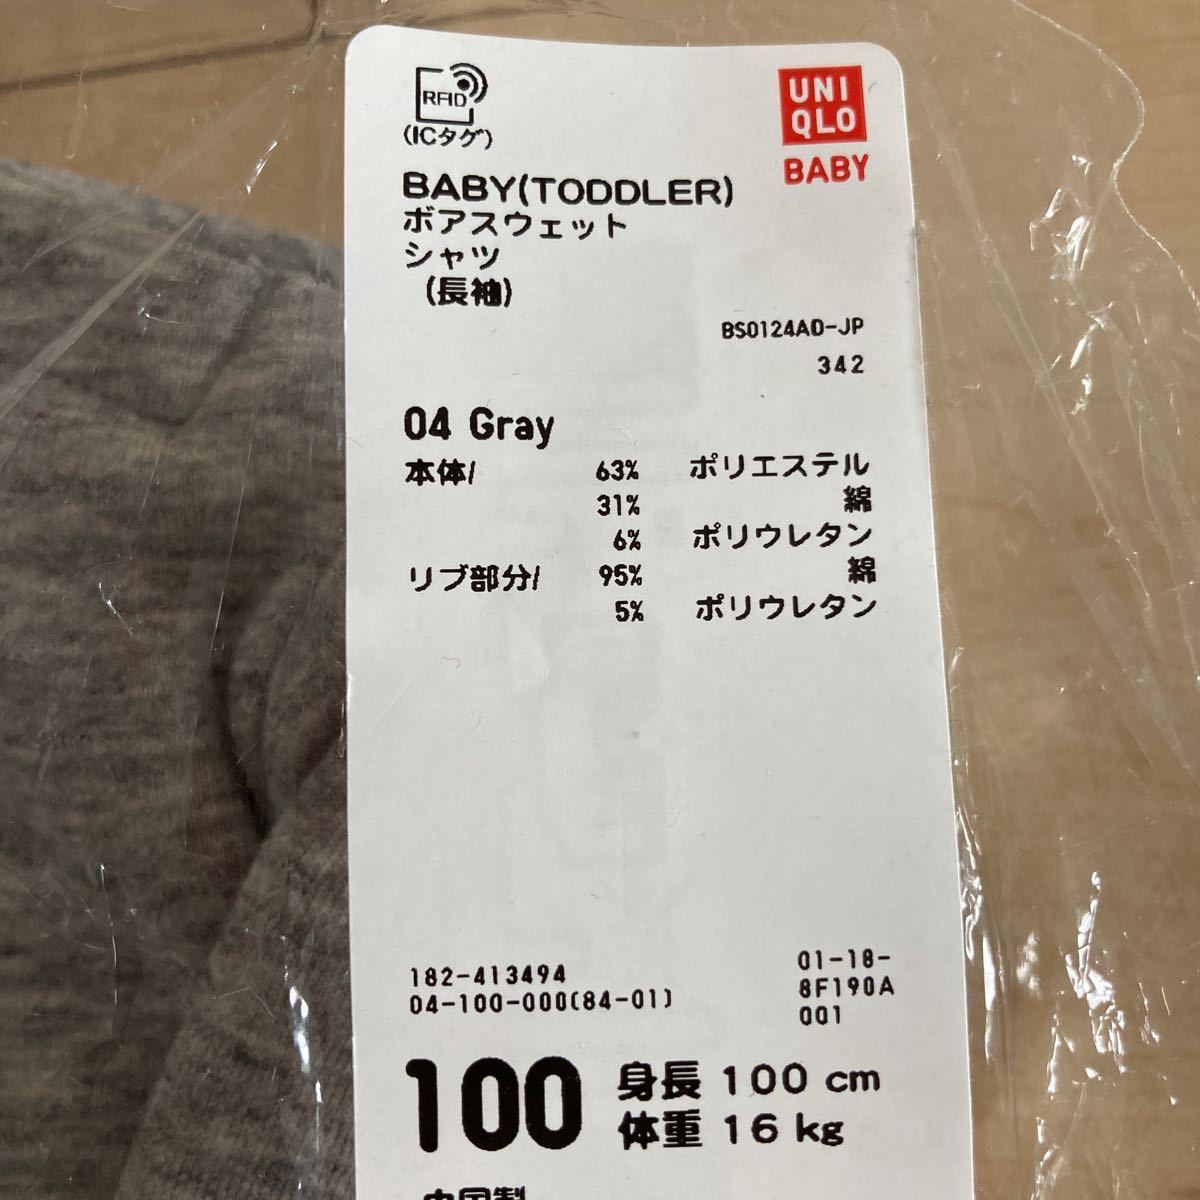 RFID
(ICタグ)
UNI
QLO
BABY
BABY(TODDLER)
ボアスウェット
シャツ
(長袖)
BS0124AD-JP
342
04 Gray
本体/ 63% ポリエステル
31% 綿
6% ポリウレタン
リブ部分/ 95% 綿
5% ポリウレタン
182-413494
04-100-000(84-01)
01-18-
8F190A
001
100
身長 100 cm
体重 16 kg
中国製